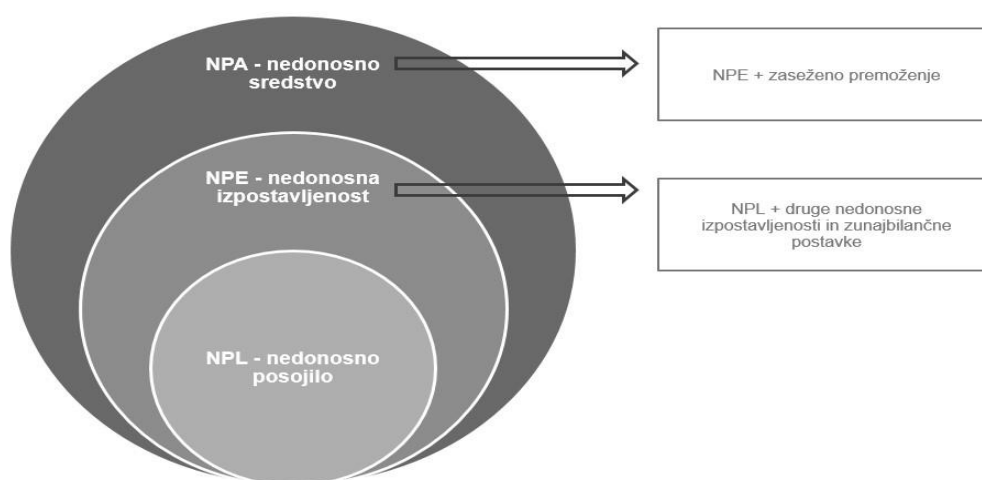 NPA - nedonosno
sredstvo
NPE + zaseženo premoženje
NPE - nedonosna
izpostavljenost
NPL + druge nedonosne
izpostavljenosti in zunajbilančne
postavke
NPL - nedonosno
posojilo